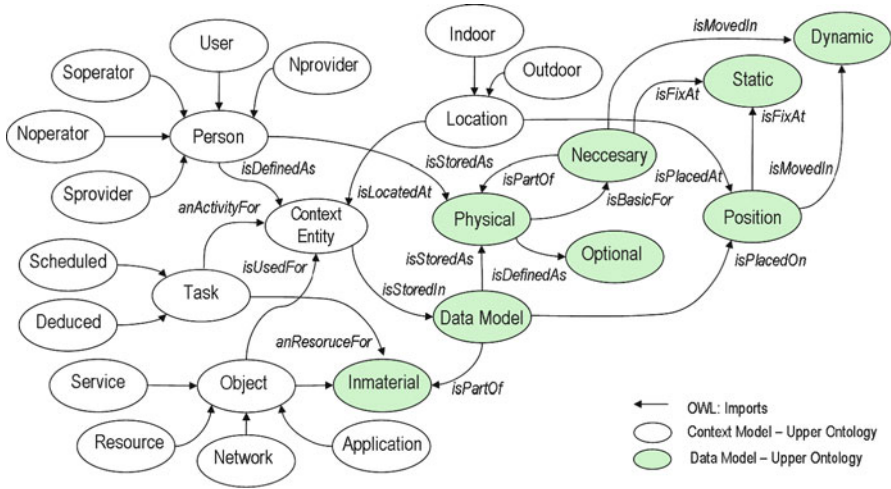 Indoor
isMovedIn
Dynamic
User
Soperator
Nprovider
Outdoor
Static
isFixAt
Noperator
Person
Location
isFixAt
isStoredAs
Neccesary
isDefinedAs
isPartOf
isPlacedAt
isMovedIn
Sprovider
isLocatedAt
isBasicFor
anActivityFor
Context
Entity
Physical
Position
Scheduled
isUsedFor
isStoredAs
Optional
isPlacedOn
isDefinedAs
Task
isStoredIn
Deduced
Data Model
anResoruceFor
Service
Object
Inmaterial
isPartOf
OWL: Imports
Resource
Application
Context Model – Upper Ontology
Network
Data Model – Upper Ontology